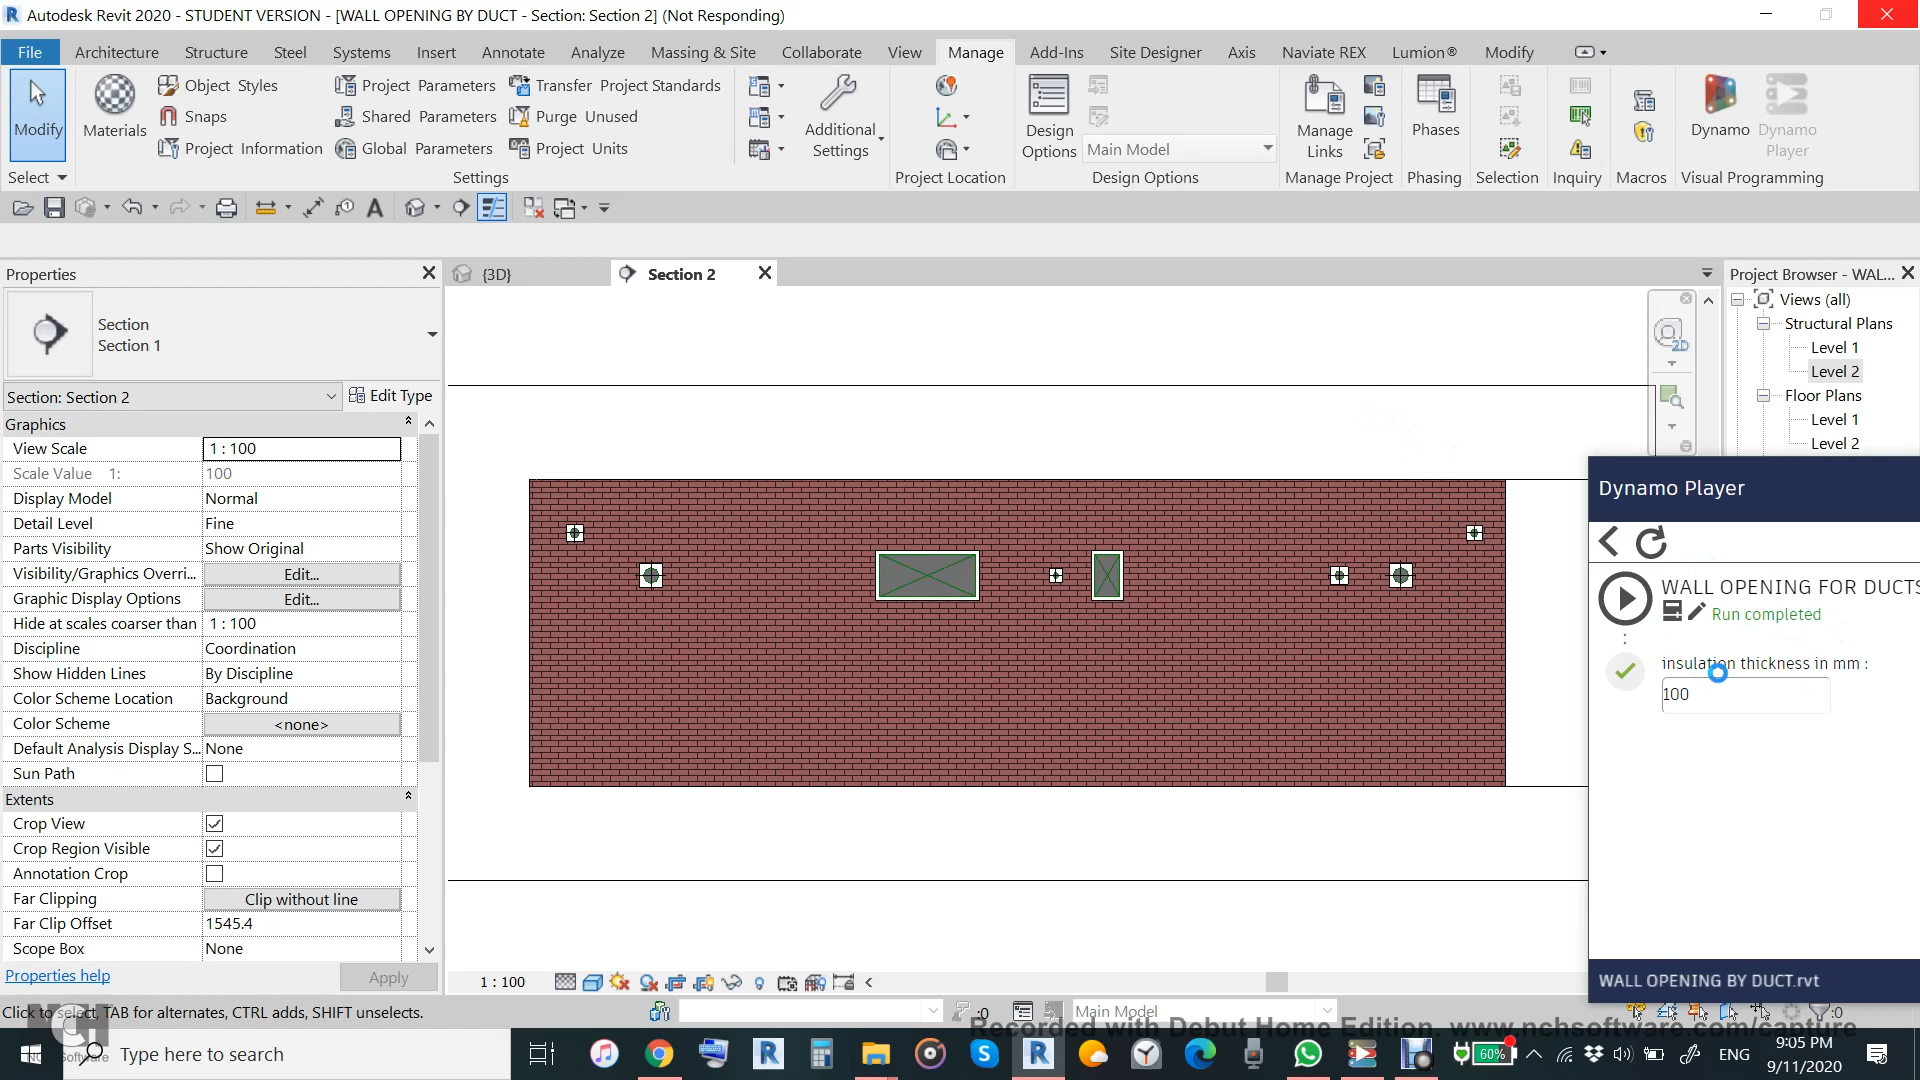 Autodesk Revit 2020 - STUDENT VERSION - [WALL OPENING BY DUCT - Section: Section 2] (Not Responding)
File Architecture Structure Steel Systems Insert Annotate Analyze Massing & Site Collaborate View Manage Add-Ins Site Designer Axis Naviate REX Lumion® Modify
Modify
Materials
Object Styles
Snaps
Project Information
Project Parameters
Shared Parameters
Global Parameters
Transfer Project Standards
Purge Unused
Project Units
Additional Settings
Design Options
Main Model
Manage Links
Phases
Dynamo
Dynamo Player
Select
Settings
Project Location
Design Options
Manage Project
Phasing
Selection
Inquiry
Macros
Visual Programming
Properties
{3D}
Section 2
Project Browser - WAL...
Section
Section 1
Section: Section 2
Edit Type
Graphics
View Scale 1 : 100
Scale Value 1: 100
Display Model Normal
Detail Level Fine
Parts Visibility Show Original
Visibility/Graphics Overri... Edit...
Graphic Display Options Edit...
Hide at scales coarser than 1 : 100
Discipline Coordination
Show Hidden Lines By Discipline
Color Scheme Location Background
Color Scheme <none>
Default Analysis Display S... None
Sun Path
Extents
Crop View
Crop Region Visible
Annotation Crop
Far Clipping Clip without line
Far Clip Offset 1545.4
Scope Box None
Properties help
Apply
2D
Views (all)
Structural Plans
Level 1
Level 2
Floor Plans
Level 1
Level 2
Dynamo Player
WALL OPENING FOR DUCTS
Run completed
insulation thickness in mm :
100
WALL OPENING BY DUCT.rvt
1 : 100
Click to select, TAB for alternates, CTRL adds, SHIFT unselects.
:0
Main Model
:0
Recorded with Debut Home Edition. www.nchsoftware.com/capture
NCH Software
Type here to search
60%
ENG
9:05 PM
9/11/2020